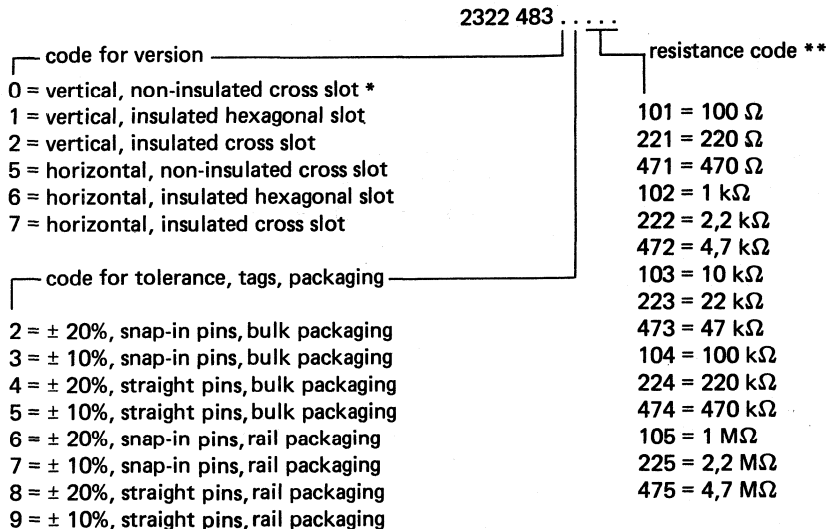 2322 483 . . . . .
code for version
0 = vertical, non-insulated cross slot *
1 = vertical, insulated hexagonal slot
2 = vertical, insulated cross slot
5 = horizontal, non-insulated cross slot
6 = horizontal, insulated hexagonal slot
7 = horizontal, insulated cross slot
code for tolerance, tags, packaging
2 = ± 20%, snap-in pins, bulk packaging
3 = ± 10%, snap-in pins, bulk packaging
4 = ± 20%, straight pins, bulk packaging
5 = ± 10%, straight pins, bulk packaging
6 = ± 20%, snap-in pins, rail packaging
7 = ± 10%, snap-in pins, rail packaging
8 = ± 20%, straight pins, rail packaging
9 = ± 10%, straight pins, rail packaging
resistance code **
101 = 100 Ω
221 = 220 Ω
471 = 470 Ω
102 = 1 kΩ
222 = 2,2 kΩ
472 = 4,7 kΩ
103 = 10 kΩ
223 = 22 kΩ
473 = 47 kΩ
104 = 100 kΩ
224 = 220 kΩ
474 = 470 kΩ
105 = 1 MΩ
225 = 2,2 MΩ
475 = 4,7 MΩ